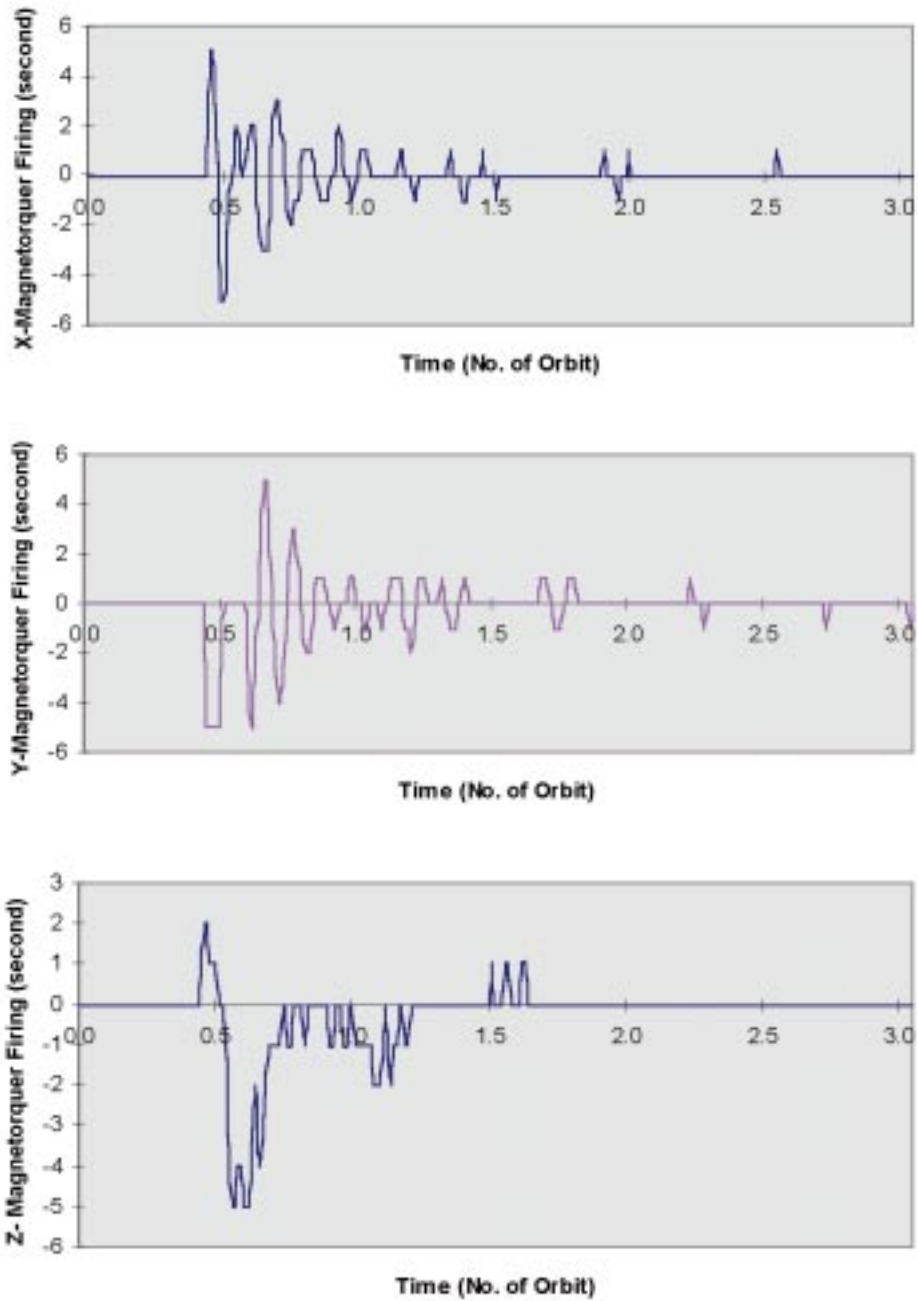 X-Magnetorquer Firing (second)
6
4
2
0
-2
-4
-6
0.0 0.5 1.0 1.5 2.0 2.5 3.0
Time (No. of Orbit)
Y-Magnetorquer Firing (second)
6
4
2
0
-2
-4
-6
0.0 0.5 1.0 1.5 2.0 2.5 3.0
Time (No. of Orbit)
Z- Magnetorquer Firing (second)
3
2
1
0
-1
-2
-3
-4
-5
-6
0.0 0.5 1.0 1.5 2.0 2.5 3.0
Time (No. of Orbit)